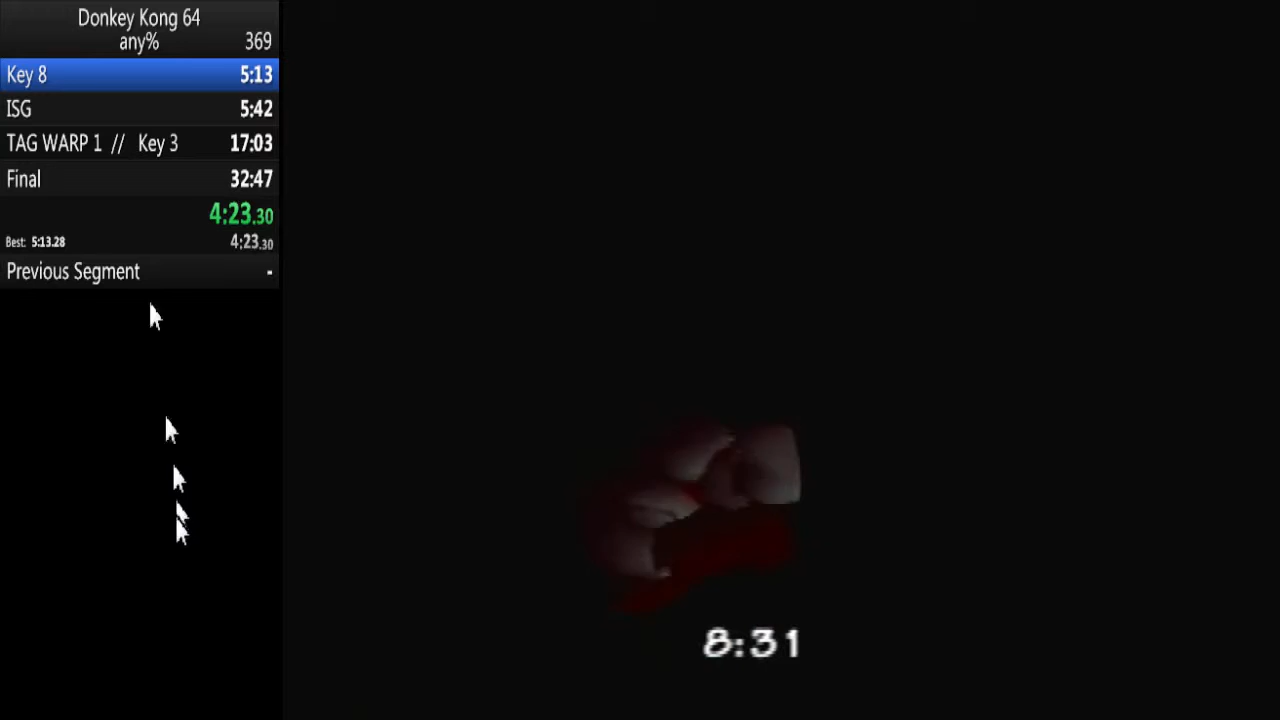 Donkey Kong 64
any% 369
Key 8 5:13
ISG 5:42
TAG WARP 1 // Key 3 17:03
Final 32:47
4:23.30
Best: 5:13.28 4:23.30
Previous Segment -
8:31